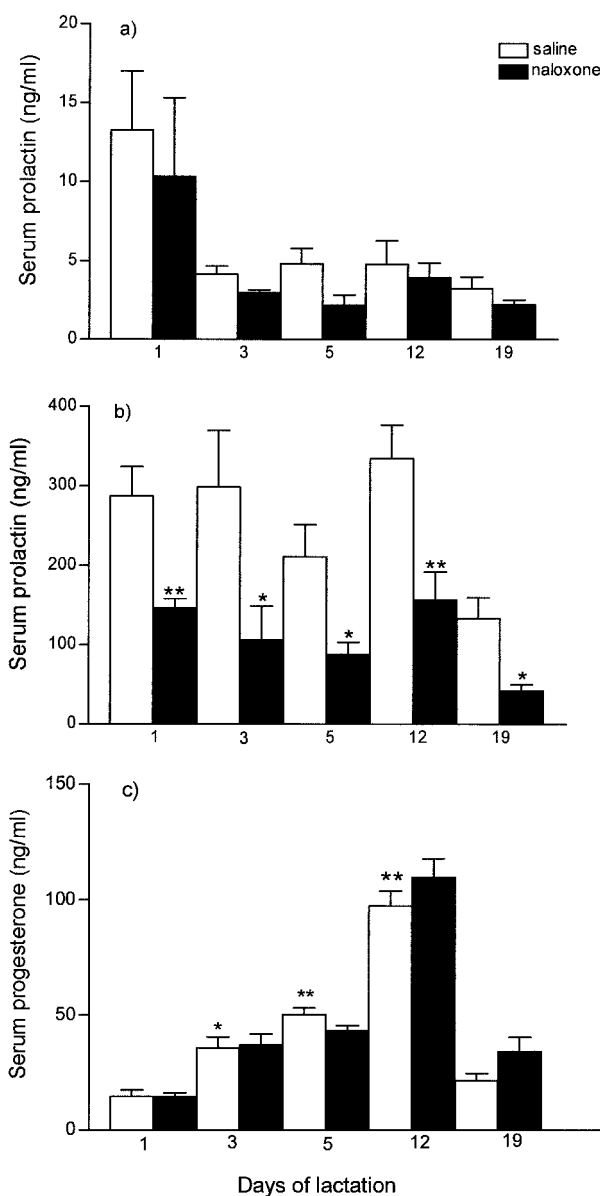 a)
saline
naloxone
Serum prolactin (ng/ml)
20
15
10
5
0
1 3 5 12 19
b)
Serum prolactin (ng/ml)
400
300
200
100
0
** * * ** *
1 3 5 12 19
c)
Serum progesterone (ng/ml)
150
100
50
0
* ** **
1 3 5 12 19
Days of lactation